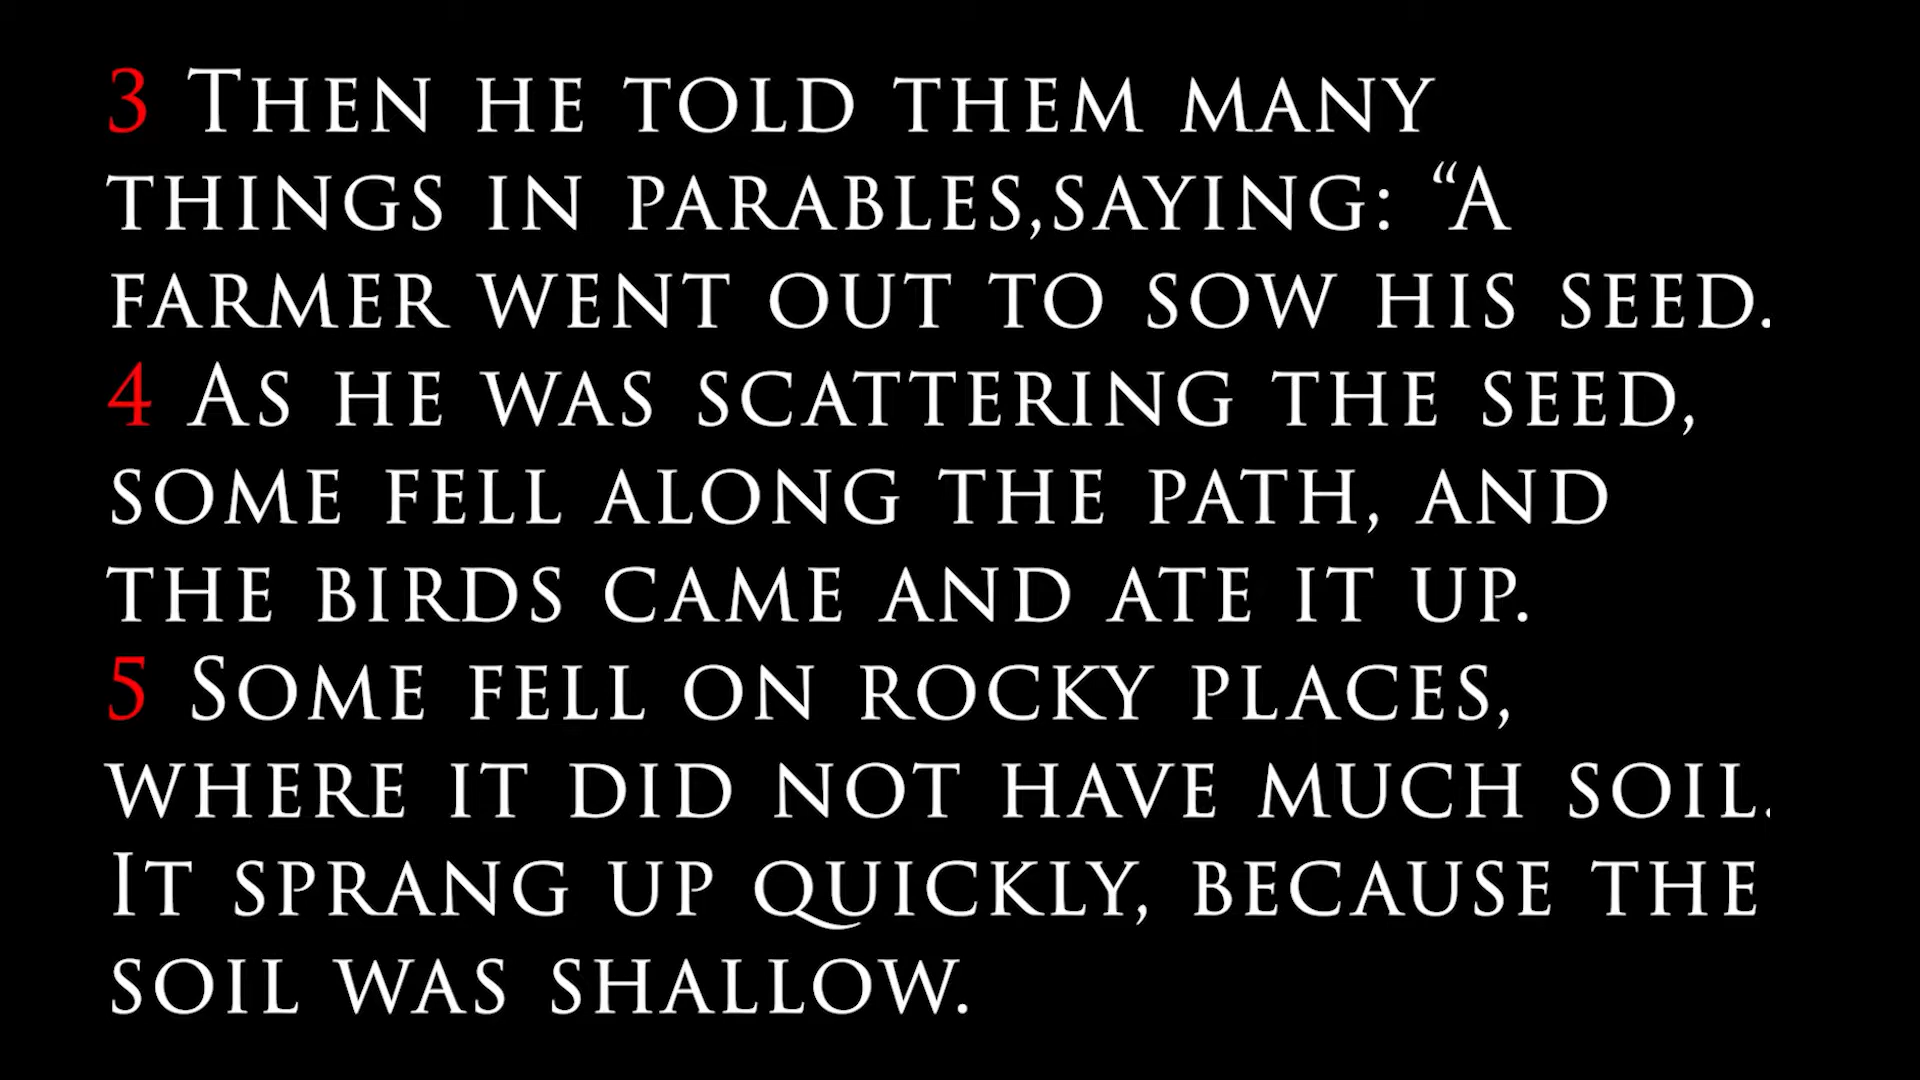 3 Then he told them many
things in parables,saying: “A
farmer went out to sow his seed.
4 As he was scattering the seed,
some fell along the path, and
the birds came and ate it up.
5 Some fell on rocky places,
where it did not have much soil.
It sprang up quickly, because the
soil was shallow.